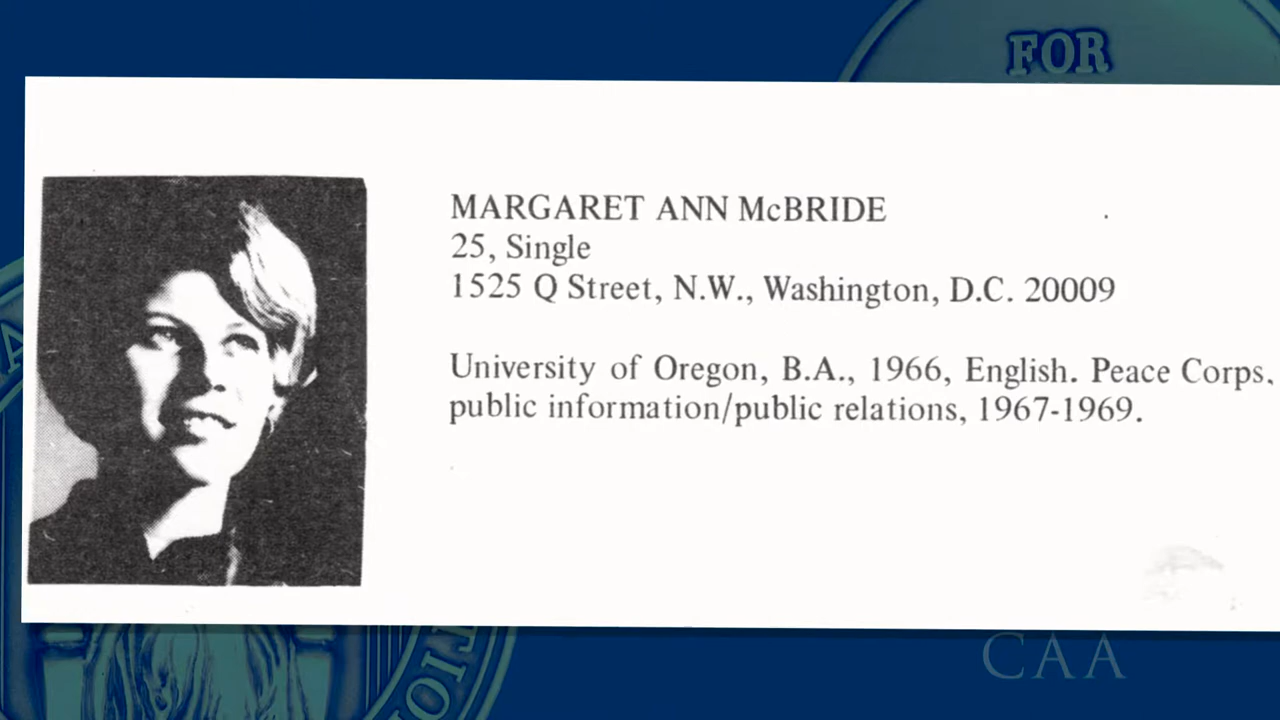 FOR
MARGARET ANN McBRIDE
25, Single
1525 Q Street, N.W., Washington, D.C. 20009
University of Oregon, B.A., 1966, English. Peace Corps,
public information/public relations, 1967-1969.
CAA